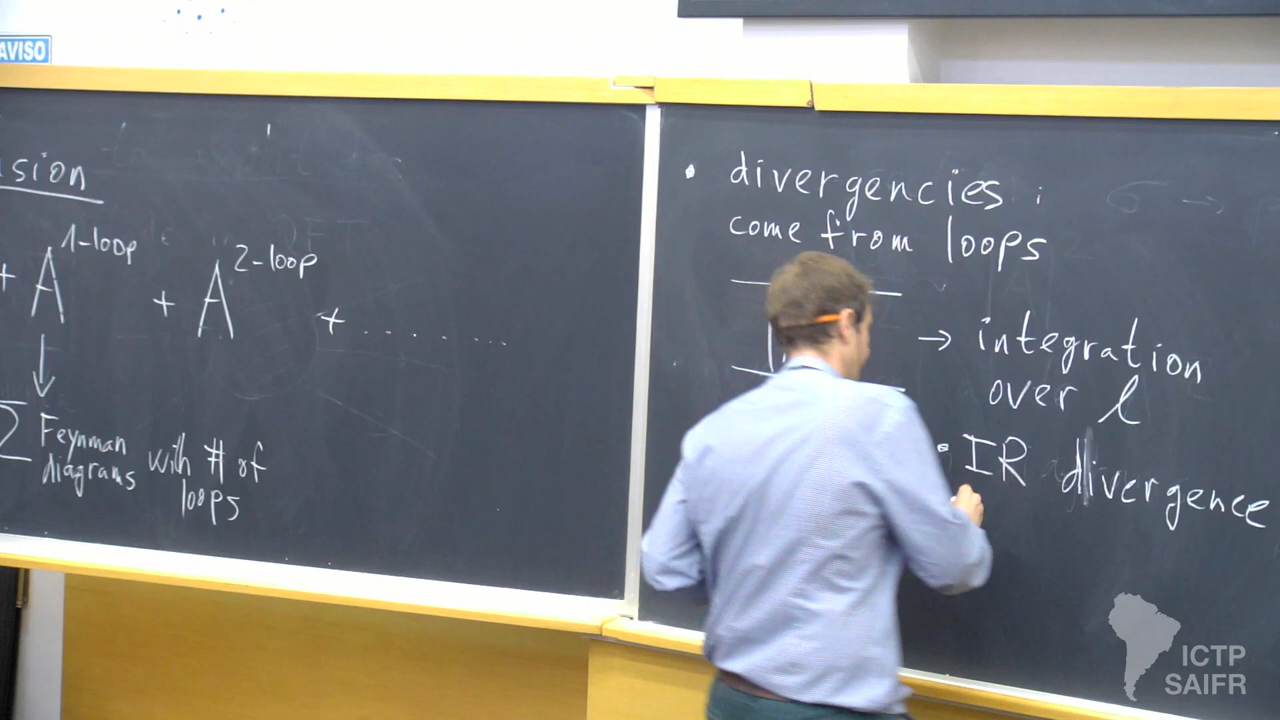 AVISO
sion
+ A 1-loop + A 2-loop + ........
↓
Σ Feynman
diagrams with # of
loops
• divergencies :
come from loops
→ integration
over l
• IR divergence
ICTP
SAIFR